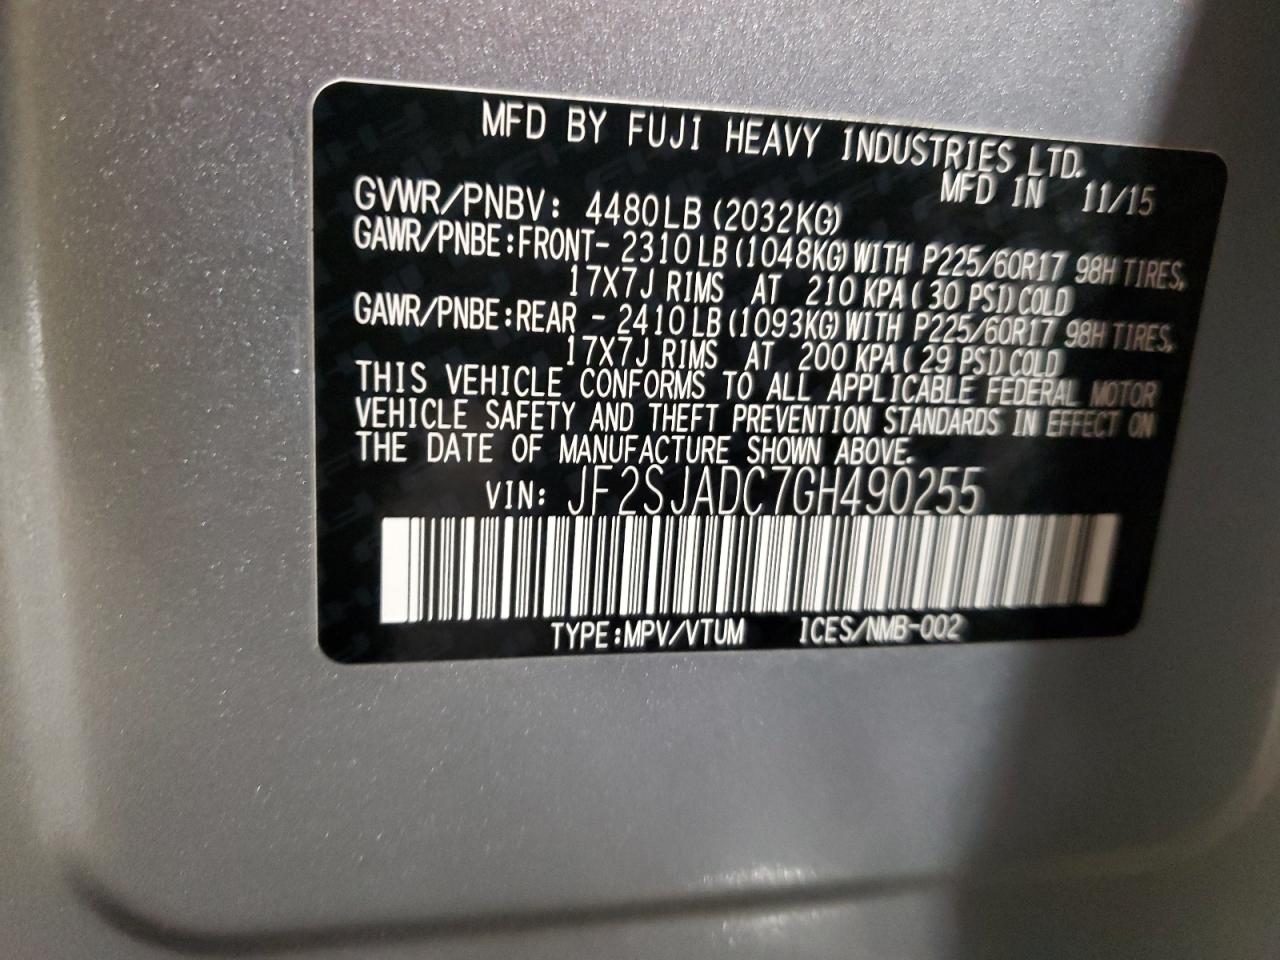 MFD BY FUJI HEAVY INDUSTRIES LTD.
MFD IN 11/15
GVWR/PNBV: 4480LB (2032KG)
GAWR/PNBE:FRONT- 2310LB (1048KG) WITH P225/60R17 98H TIRES,
17X7J RIMS AT 210 KPA( 30 PSI) COLD
GAWR/PNBE:REAR - 2410LB (1093KG) WITH P225/60R17 98H TIRES,
17X7J RIMS AT 200 KPA( 29 PSI) COLD
THIS VEHICLE CONFORMS TO ALL APPLICABLE FEDERAL MOTOR
VEHICLE SAFETY AND THEFT PREVENTION STANDARDS IN EFFECT ON
THE DATE OF MANUFACTURE SHOWN ABOVE.
VIN: JF2SJADC7GH490255
TYPE:MPV/VTUM ICES/NMB-002